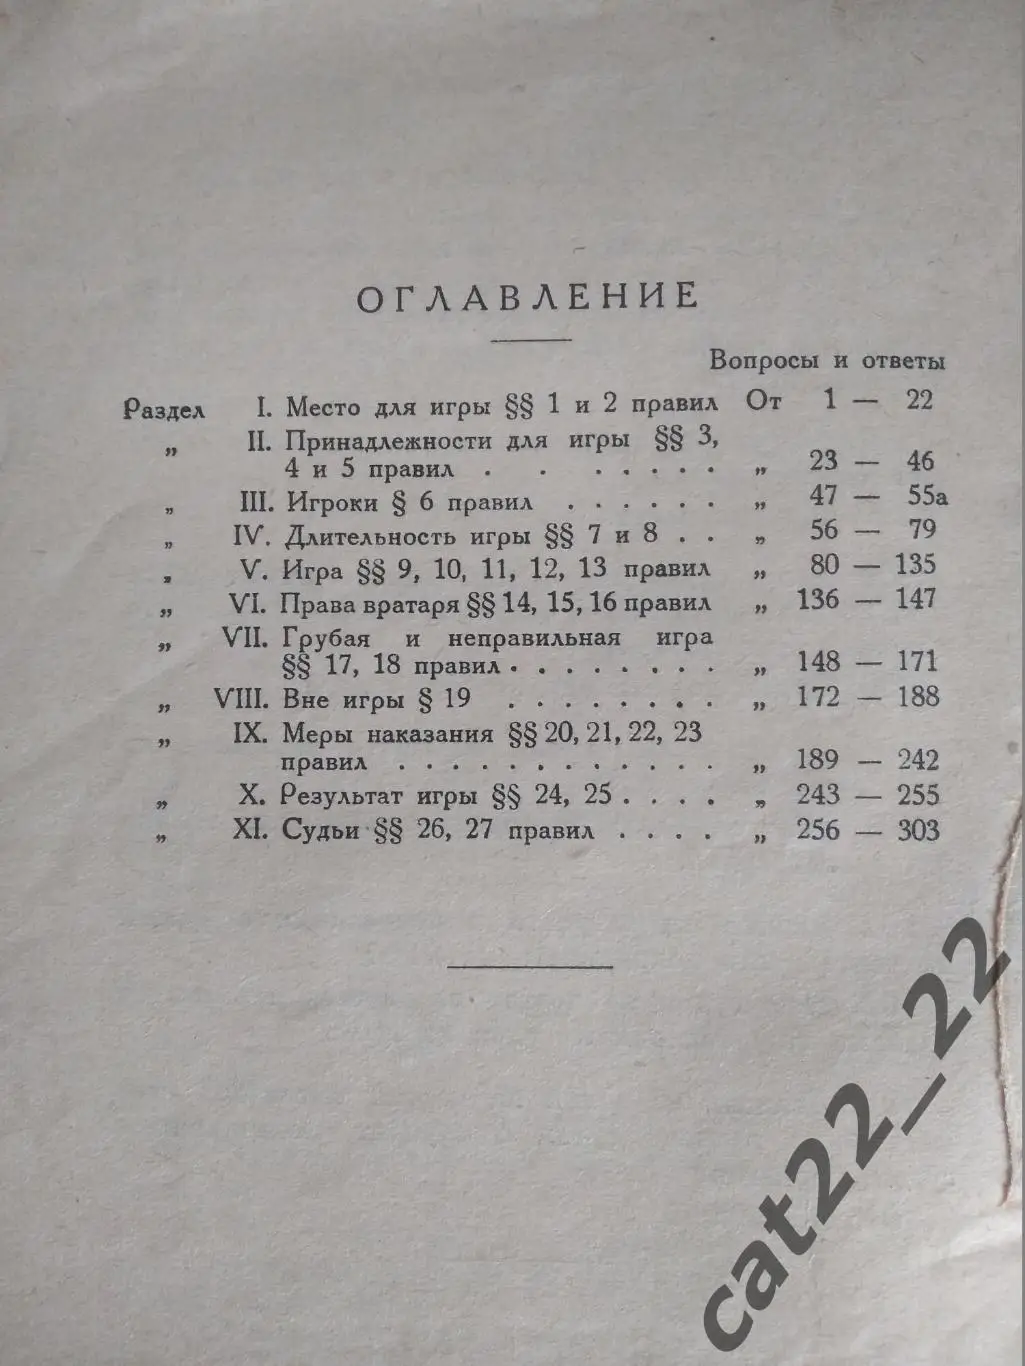 ОГЛАВЛЕНИЕ
Вопросы и ответы
Раздел I. Место для игры §§ 1 и 2 правил От 1 — 22
„ II. Принадлежности для игры §§ 3,
4 и 5 правил . . . . . . . „ 23 — 46
„ III. Игроки § 6 правил . . . . . . „ 47 — 55а
„ IV. Длительность игры §§ 7 и 8 . . „ 56 — 79
„ V. Игра §§ 9, 10, 11, 12, 13 правил „ 80 — 135
„ VI. Права вратаря §§ 14, 15, 16 правил „ 136 — 147
„ VII. Грубая и неправильная игра
§§ 17, 18 правил . . . . . . . . „ 148 — 171
„ VIII. Вне игры § 19 . . . . . . . . „ 172 — 188
„ IX. Меры наказания §§ 20, 21, 22, 23
правил . . . . . . . . . . . . „ 189 — 242
„ X. Результат игры §§ 24, 25 . . . . „ 243 — 255
„ XI. Судьи §§ 26, 27 правил . . . . „ 256 — 303
cat22_22